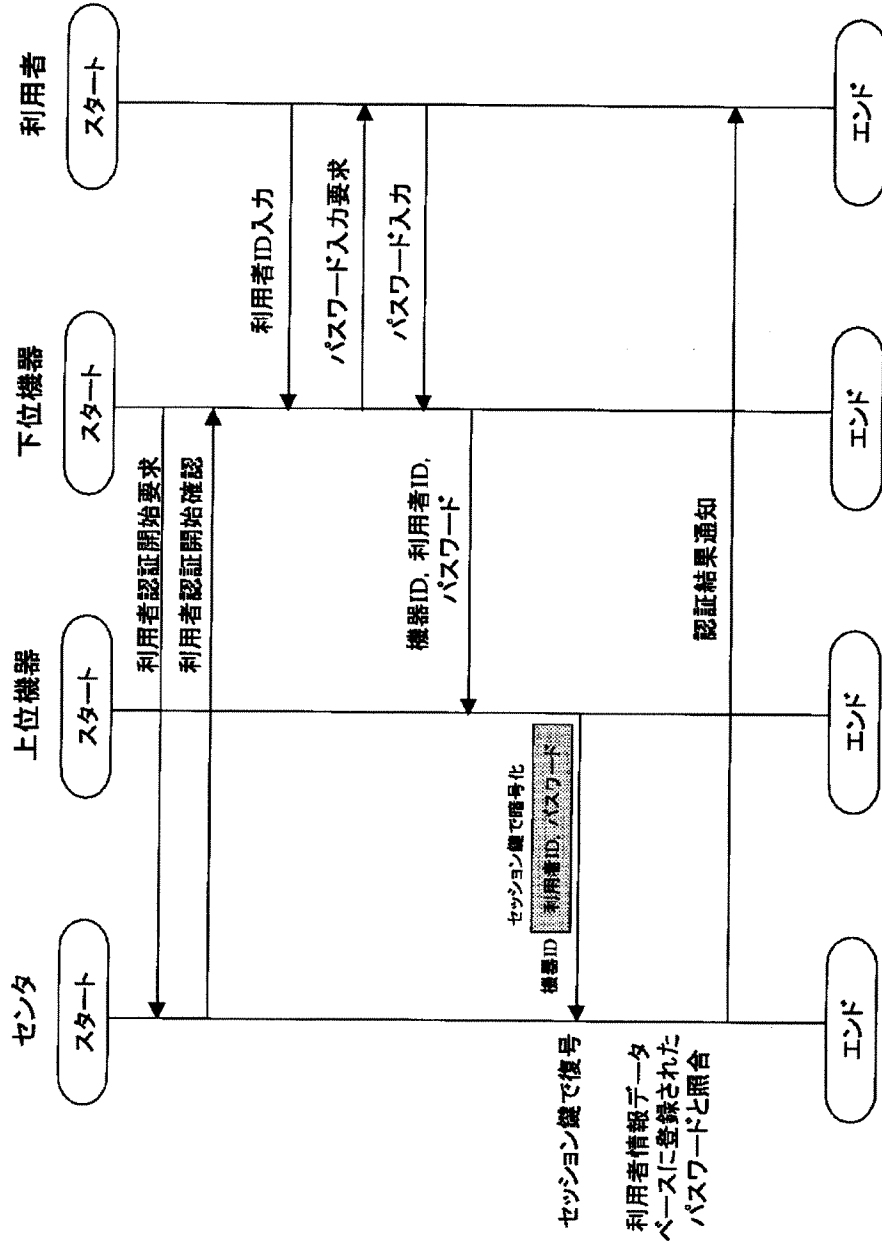 センタ
上位機器
下位機器
利用者
スタート
スタート
スタート
スタート
利用者認証開始要求
利用者認証開始確認
利用者ID入力
パスワード入力要求
パスワード入力
機器ID, 利用者ID,
パスワード
セッション鍵で暗号化
機器ID 利用者ID, パスワード
セッション鍵で復号
利用者情報データ
ベースに登録された
パスワードと照合
認証結果通知
エンド
エンド
エンド
エンド